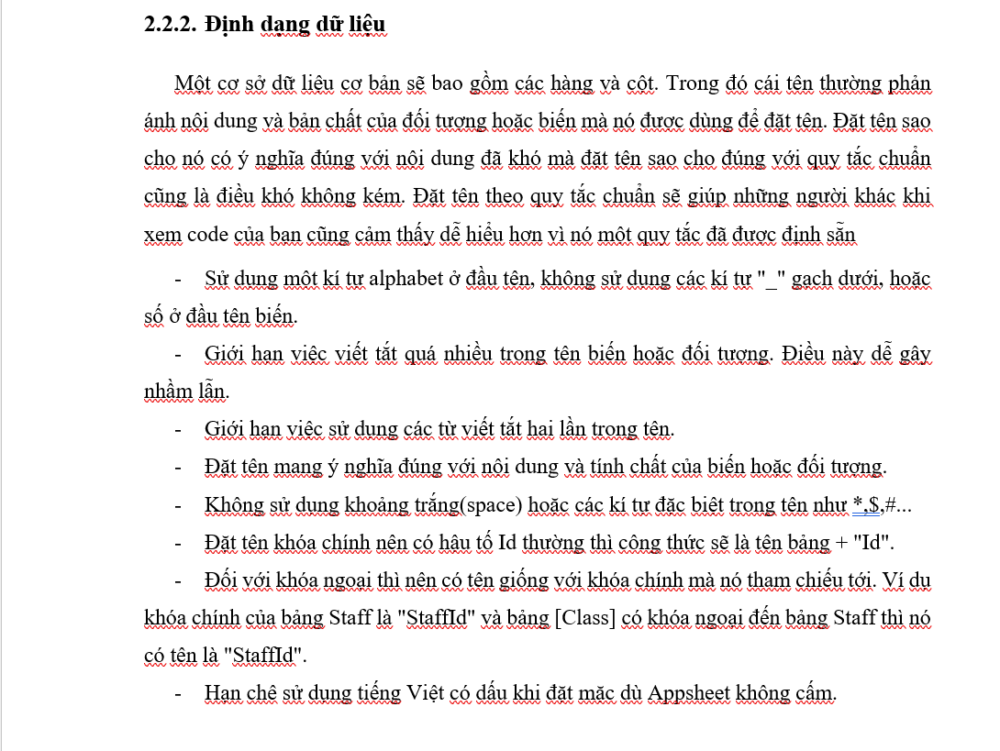 2.2.2. Định dạng dữ liệu
Một cơ sở dữ liệu cơ bản sẽ bao gồm các hàng và cột. Trong đó cái tên thường phản
ánh nội dung và bản chất của đối tượng hoặc biến mà nó được dùng để đặt tên. Đặt tên sao
cho nó có ý nghĩa đúng với nội dung đã khó mà đặt tên sao cho đúng với quy tắc chuẩn
cũng là điều khó không kém. Đặt tên theo quy tắc chuẩn sẽ giúp những người khác khi
xem code của bạn cũng cảm thấy dễ hiểu hơn vì nó một quy tắc đã được định sẵn
- Sử dụng một kí tự alphabet ở đầu tên, không sử dụng các kí tự "_" gạch dưới, hoặc
số ở đầu tên biến.
- Giới hạn việc viết tắt quá nhiều trong tên biến hoặc đối tượng. Điều này dễ gây
nhầm lẫn.
- Giới hạn việc sử dụng các từ viết tắt hai lần trong tên.
- Đặt tên mang ý nghĩa đúng với nội dung và tính chất của biến hoặc đối tượng.
- Không sử dụng khoảng trắng(space) hoặc các kí tự đặc biệt trong tên như *,$,#...
- Đặt tên khóa chính nên có hậu tố Id thường thì công thức sẽ là tên bảng + "Id".
- Đối với khóa ngoại thì nên có tên giống với khóa chính mà nó tham chiếu tới. Ví dụ
khóa chính của bảng Staff là "StaffId" và bảng [Class] có khóa ngoại đến bảng Staff thì nó
có tên là "StaffId".
- Hạn chê sử dụng tiếng Việt có dấu khi đặt mặc dù Appsheet không cấm.